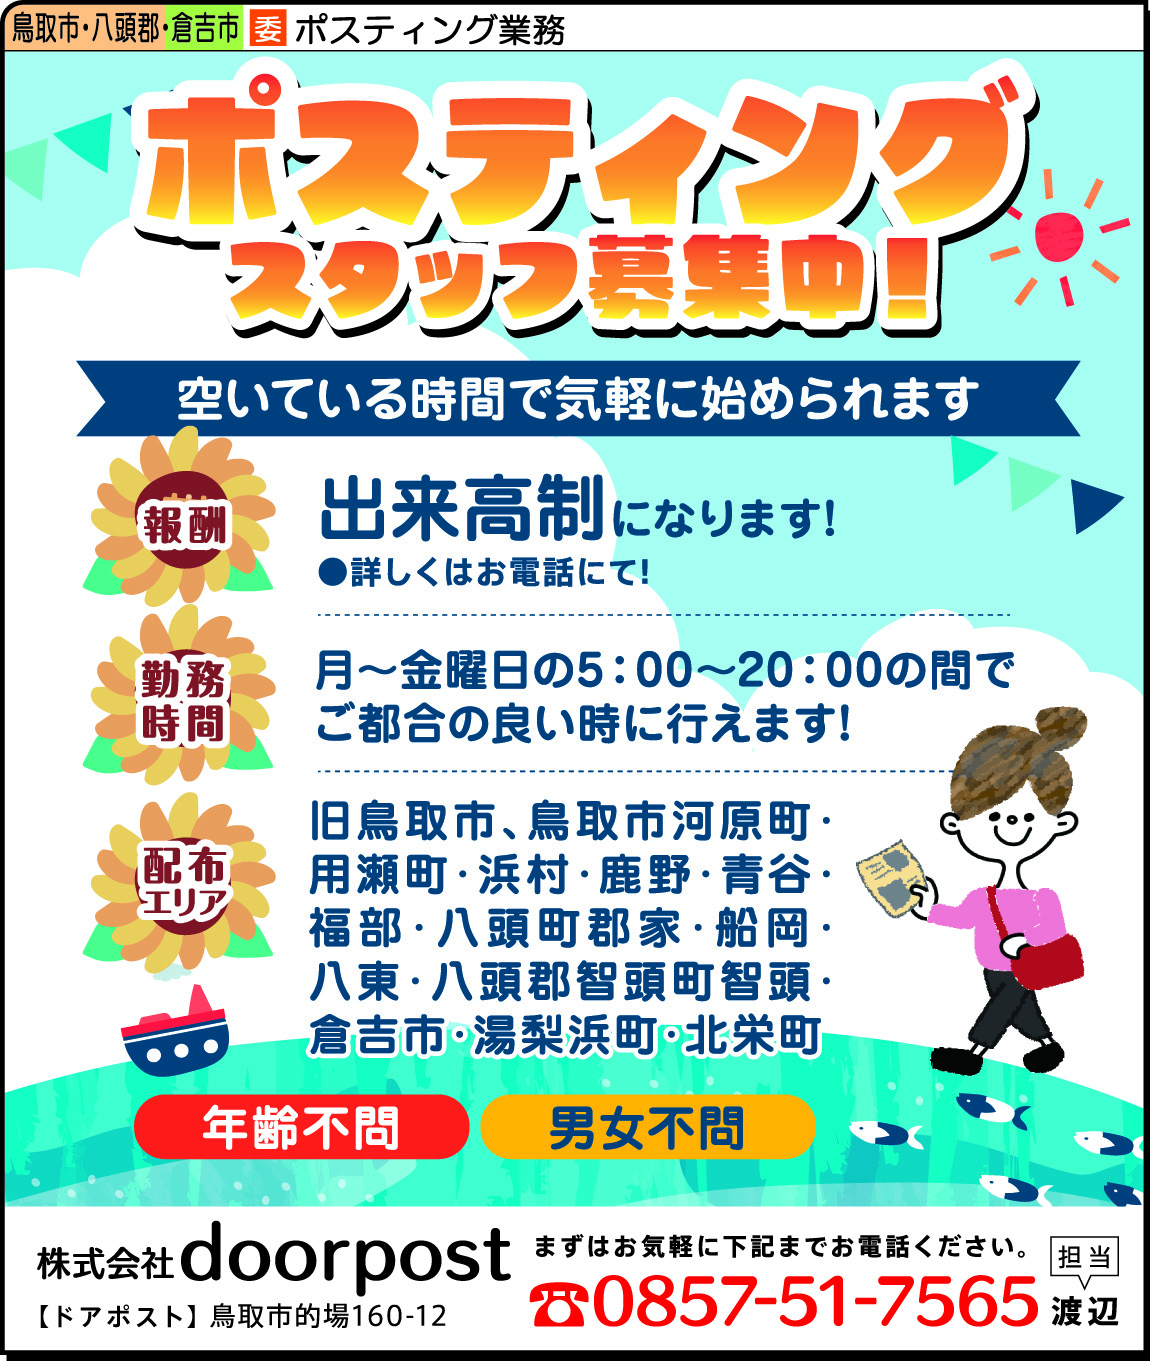 鳥取市・八頭郡・倉吉市 委 ポスティング業務
ポスティング
スタッフ募集中!
空いている時間で気軽に始められます
報酬
出来高制になります!
●詳しくはお電話にて!
勤務
時間
月～金曜日の5：00～20：00の間で
ご都合の良い時に行えます!
配布
エリア
旧鳥取市、鳥取市河原町・
用瀬町・浜村・鹿野・青谷・
福部・八頭町郡家・船岡・
八東・八頭郡智頭町智頭・
倉吉市・湯梨浜町・北栄町
年齢不問 男女不問
株式会社doorpost
【ドアポスト】鳥取市的場160-12
まずはお気軽に下記までお電話ください。
☎0857-51-7565
担当
渡辺